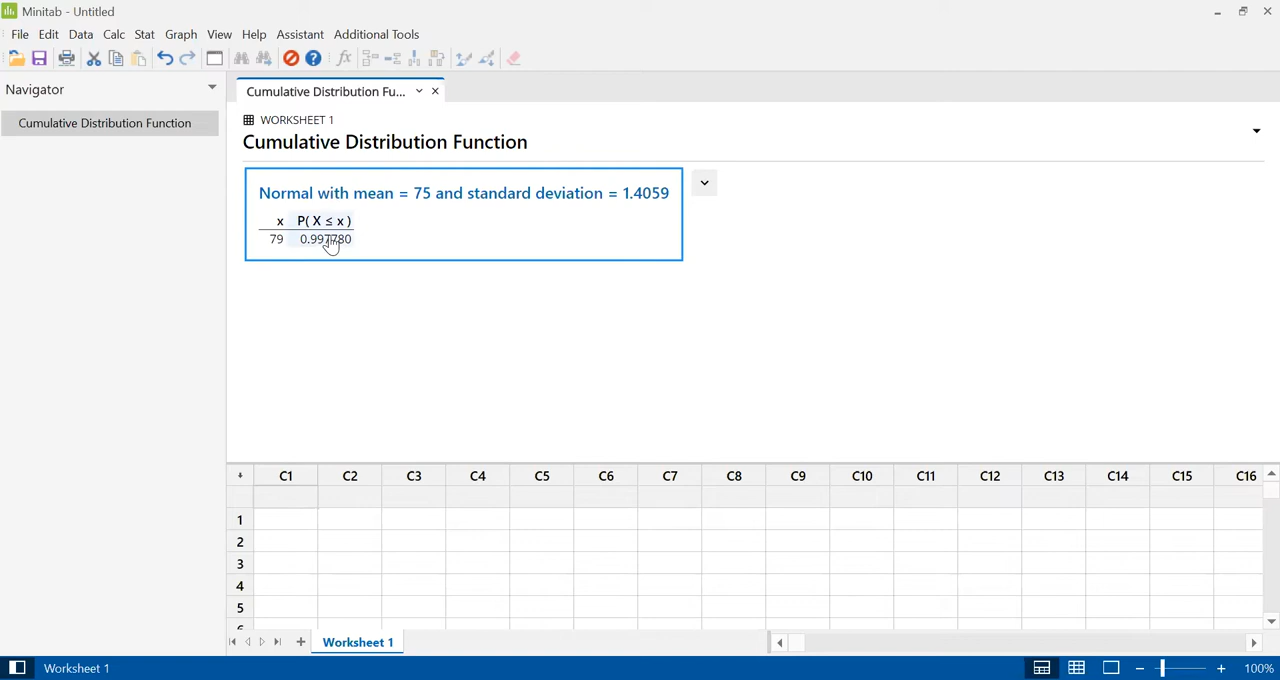 Minitab - Untitled
File Edit Data Calc Stat Graph View Help Assistant Additional Tools
Navigator
Cumulative Distribution Fu...
Cumulative Distribution Function
WORKSHEET 1
Cumulative Distribution Function
Normal with mean = 75 and standard deviation = 1.4059
x P( X ≤ x )
79 0.997780
C1 C2 C3 C4 C5 C6 C7 C8 C9 C10 C11 C12 C13 C14 C15 C16
1
2
3
4
5
6
Worksheet 1
Worksheet 1
100%